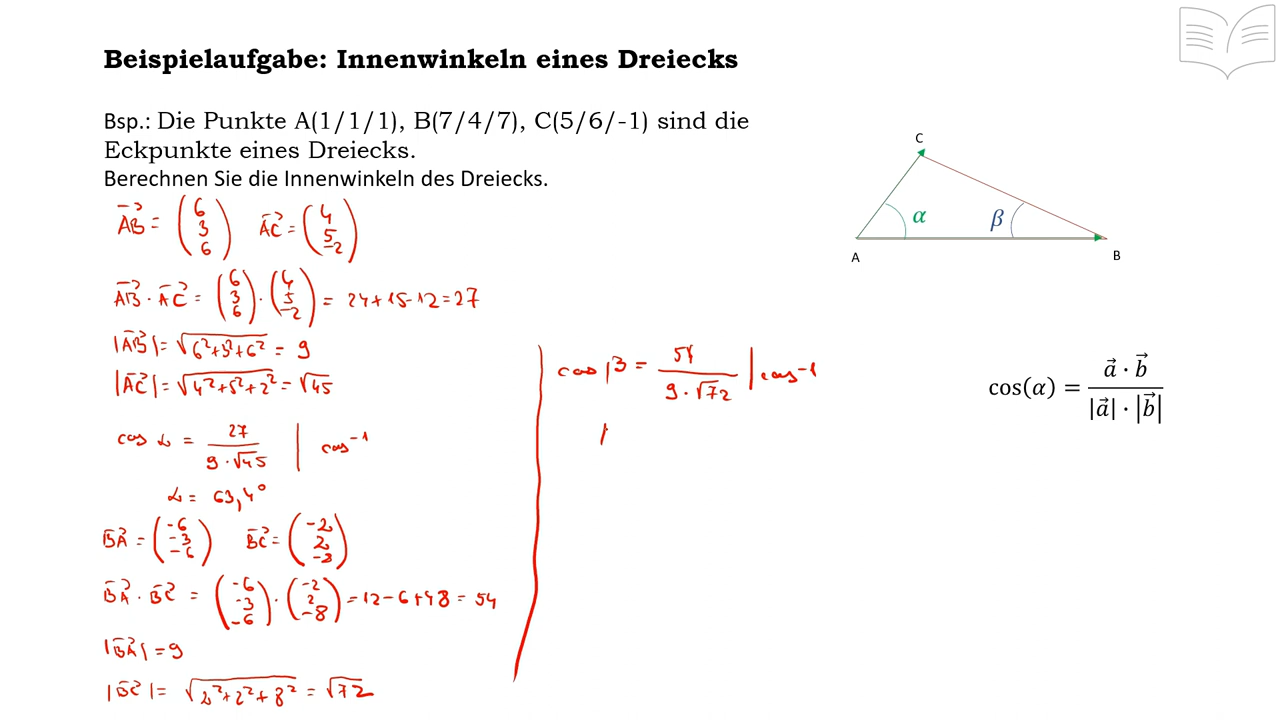 Beispielaufgabe: Innenwinkeln eines Dreiecks
Bsp.: Die Punkte A(1/1/1), B(7/4/7), C(5/6/-1) sind die
Eckpunkte eines Dreiecks.
Berechnen Sie die Innenwinkeln des Dreiecks.
AB⃗ = (6 3 6) AC⃗ = (4 5 -2)
AB⃗ · AC⃗ = (6 3 6) · (4 5 -2) = 24+15-12=27
|AB⃗| = √(6²+3²+6²) = 9
|AC⃗| = √(4²+5²+2²) = √45
cos α = 27 / (9·√45) | cos⁻¹
α = 63,4°
BA⃗ = (-6 -3 -6) BC⃗ = (-2 2 -8)
BA⃗ · BC⃗ = (-6 -3 -6) · (-2 2 -8) = 12-6+48 = 54
|BA⃗| = 9
|BC⃗| = √(2²+2²+8²) = √72
cos β = 54 / (9·√72) | cos⁻¹
C
α
β
A
B
cos(α) = a⃗ · b⃗ / |a⃗| · |b⃗|